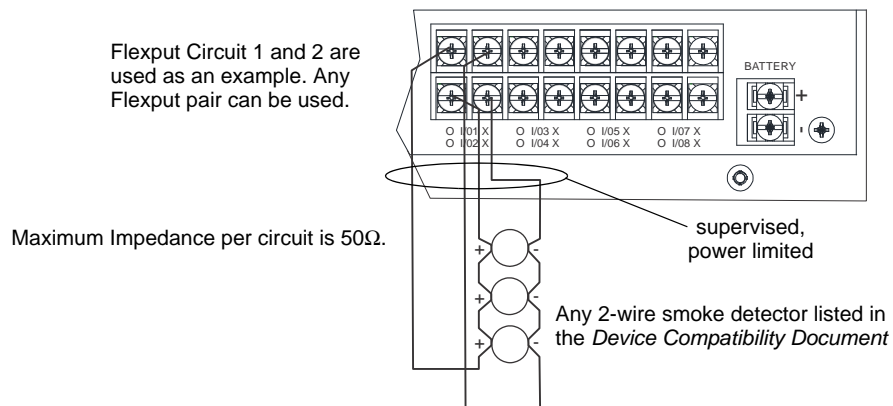 Flexput Circuit 1 and 2 are
used as an example. Any
Flexput pair can be used.
BATTERY
+
-
O I/01 X
O I/03 X
O I/05 X
O I/07 X
O I/02 X
O I/04 X
O I/06 X
O I/08 X
Maximum Impedance per circuit is 50Ω.
supervised,
power limited
+ -
+ -
+ -
Any 2-wire smoke detector listed in
the Device Compatibility Document